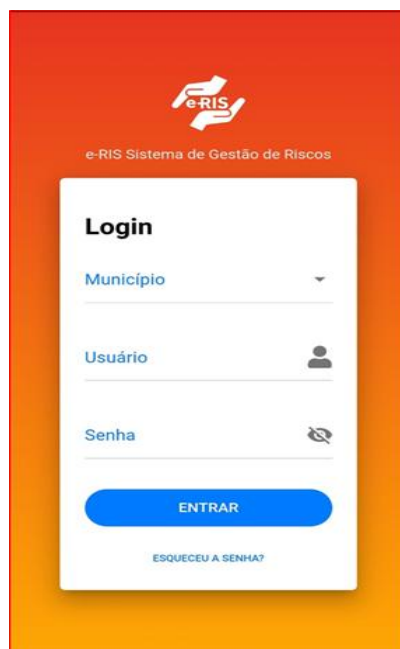 e-RIS
e-RIS Sistema de Gestão de Riscos
Login
Município
Usuário
Senha
ENTRAR
ESQUECEU A SENHA?